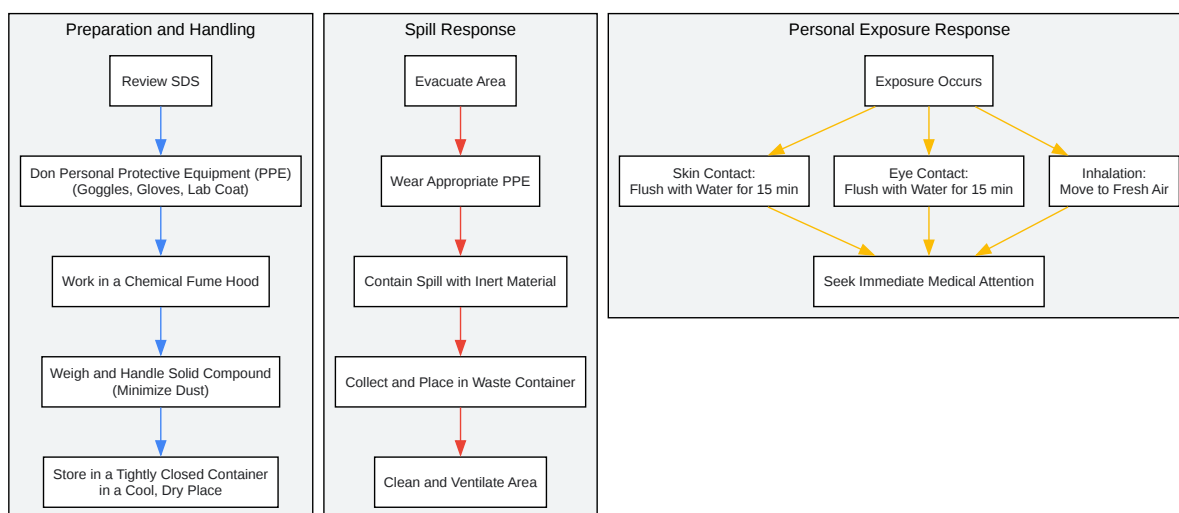 Preparation and Handling
Review SDS
Don Personal Protective Equipment (PPE)
(Goggles, Gloves, Lab Coat)
Work in a Chemical Fume Hood
Weigh and Handle Solid Compound
(Minimize Dust)
Store in a Tightly Closed Container
in a Cool, Dry Place
Spill Response
Evacuate Area
Wear Appropriate PPE
Contain Spill with Inert Material
Collect and Place in Waste Container
Clean and Ventilate Area
Personal Exposure Response
Exposure Occurs
Skin Contact:
Flush with Water for 15 min
Eye Contact:
Flush with Water for 15 min
Inhalation:
Move to Fresh Air
Seek Immediate Medical Attention